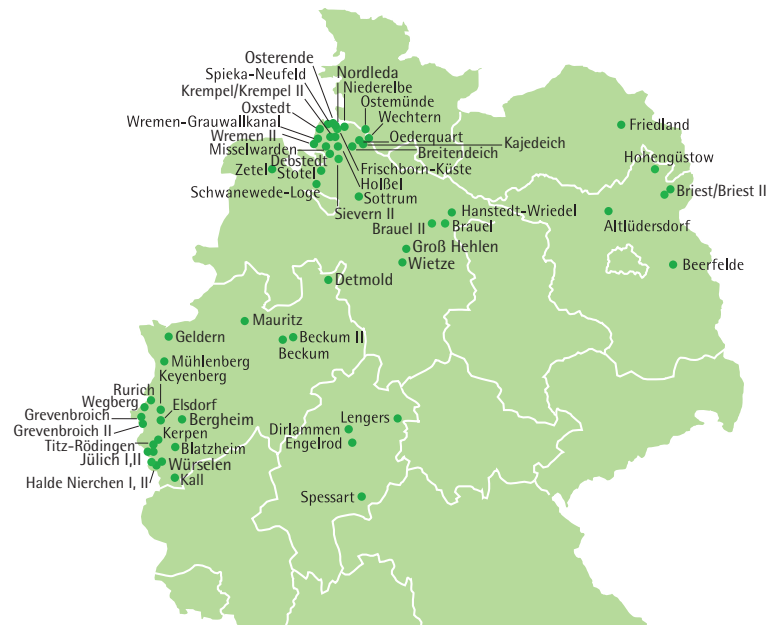 Osterende
Spieka-Neufeld
Nordleda
Krempel/Krempel II
Niederelbe
Oxstedt
Ostemünde
Wremen-Grauwallkanal
Wechtern
Wremen II
Oederquart
Kajedeich
Misselwarden
Breitendeich
Debstedt
Frischborn-Küste
Zetel
Stotel
Holßel
Schwanewede-Loge
Sottrum
Sievern II
Friedland
Hohengüstow
Briest/Briest II
Altlüdersdorf
Beerfelde
Hanstedt-Wriedel
Brauel II
Brauel
Groß Hehlen
Wietze
Detmold
Mauritz
Geldern
Beckum II
Beckum
Mühlenberg
Keyenberg
Rurich
Wegberg
Elsdorf
Grevenbroich
Bergheim
Grevenbroich II
Kerpen
Titz-Rödingen
Blatzheim
Jülich I,II
Würselen
Halde Nierchen I, II
Kall
Lengers
Dirlammen
Engelrod
Spessart